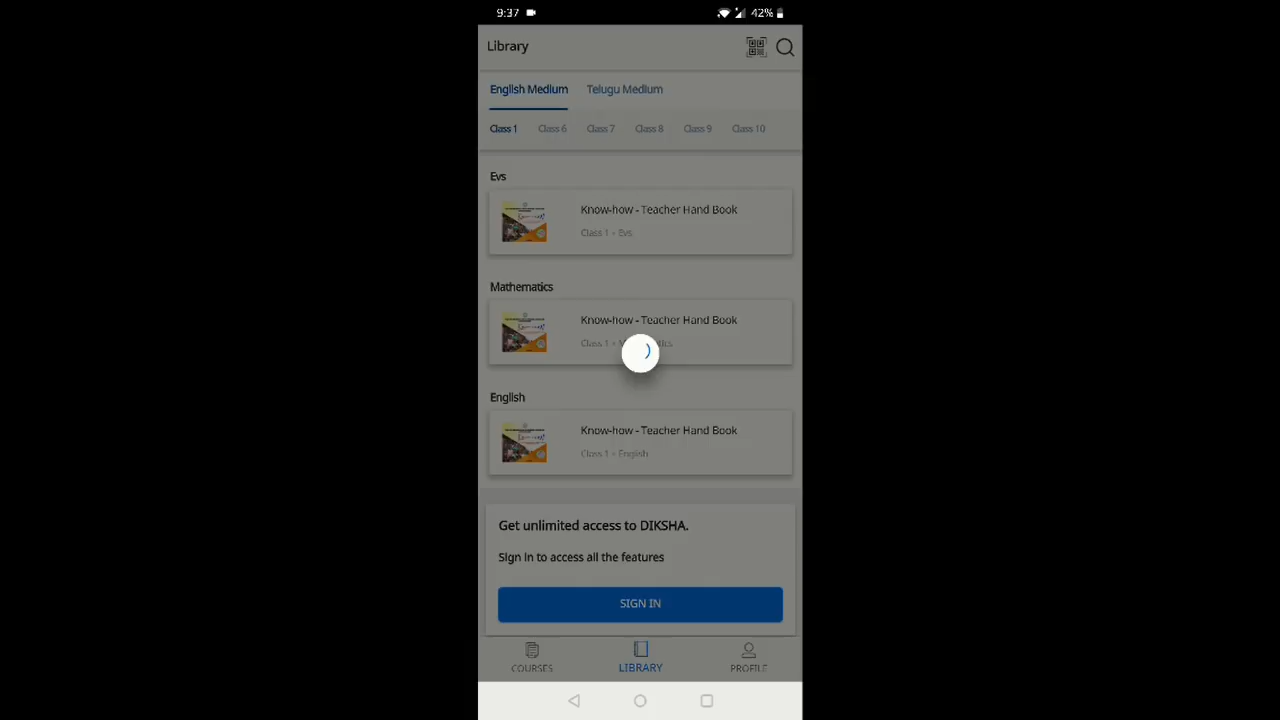 9:37 42%
Library
English Medium Telugu Medium
Class 1 Class 6 Class 7 Class 8 Class 9 Class 10
Evs
Know-how - Teacher Hand Book
Class 1 • Evs
Mathematics
Know-how - Teacher Hand Book
Class 1 •
English
Know-how - Teacher Hand Book
Class 1 • English
Get unlimited access to DIKSHA.
Sign in to access all the features
SIGN IN
COURSES LIBRARY PROFILE